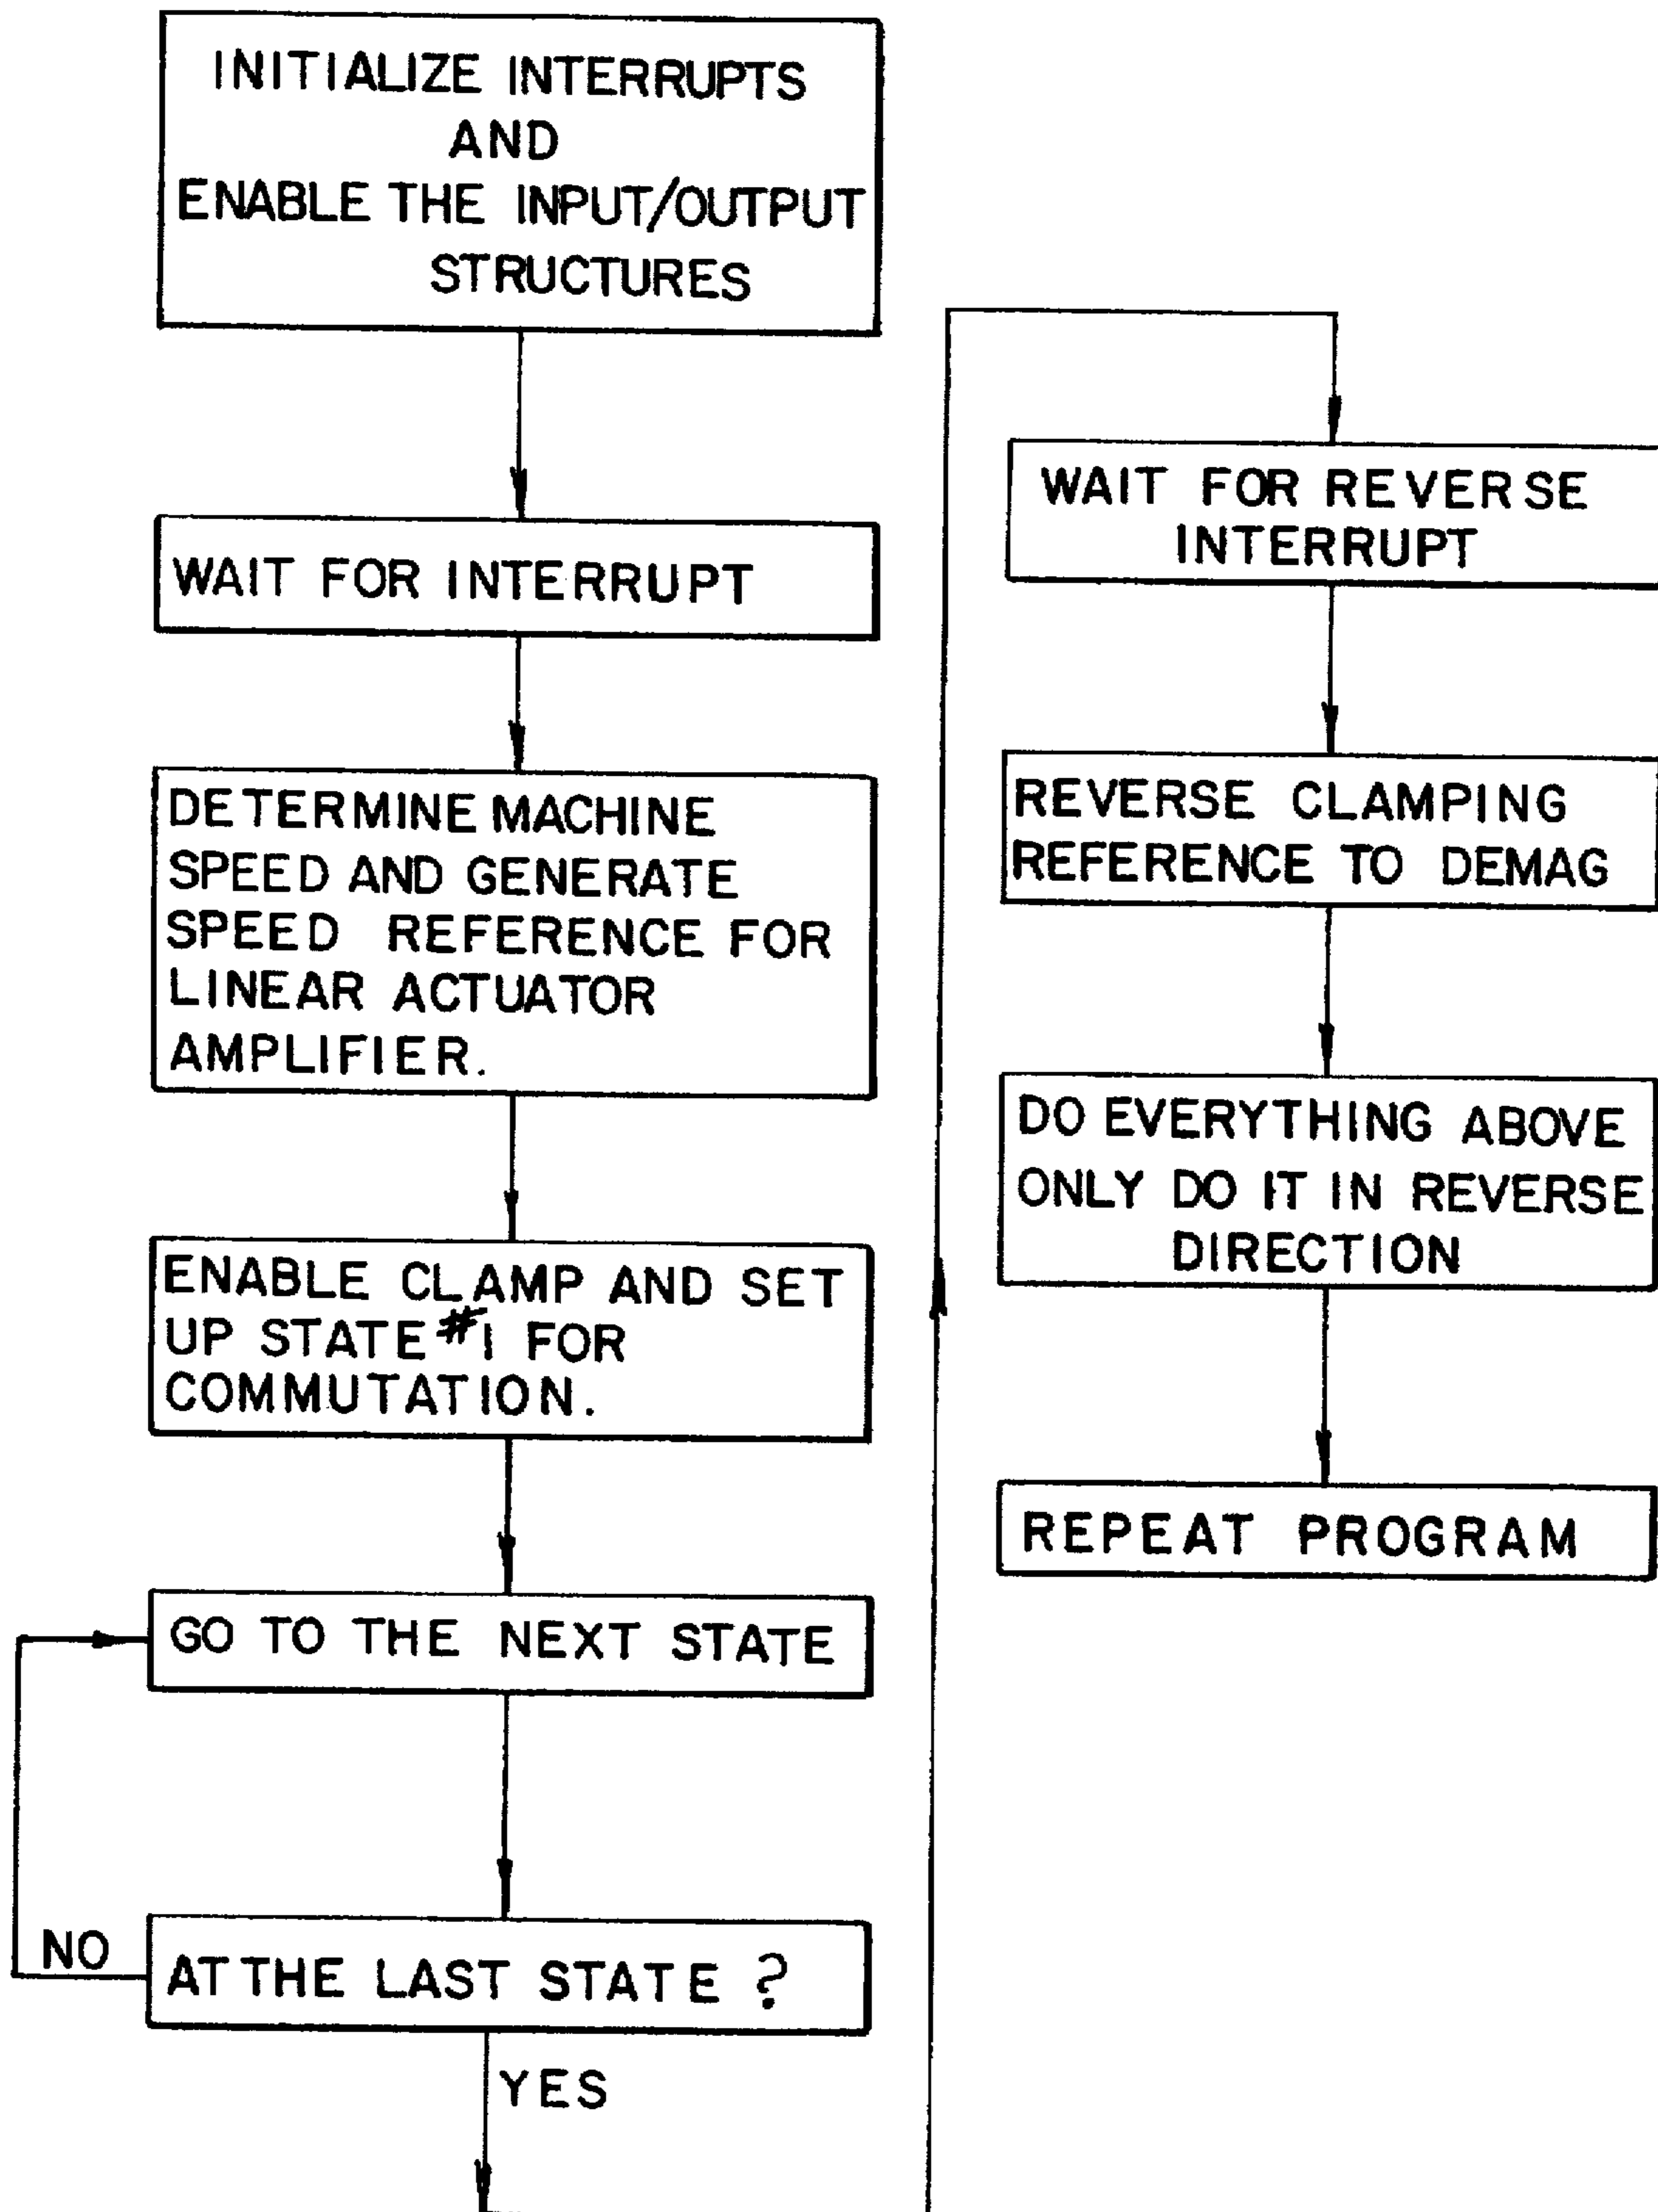 INITIALIZE INTERRUPTS
AND
ENABLE THE INPUT/OUTPUT
STRUCTURES
WAIT FOR INTERRUPT
DETERMINE MACHINE
SPEED AND GENERATE
SPEED REFERENCE FOR
LINEAR ACTUATOR
AMPLIFIER.
ENABLE CLAMP AND SET
UP STATE #1 FOR
COMMUTATION.
GO TO THE NEXT STATE
NO
AT THE LAST STATE ?
YES
WAIT FOR REVERSE
INTERRUPT
REVERSE CLAMPING
REFERENCE TO DEMAG
DO EVERYTHING ABOVE
ONLY DO IT IN REVERSE
DIRECTION
REPEAT PROGRAM